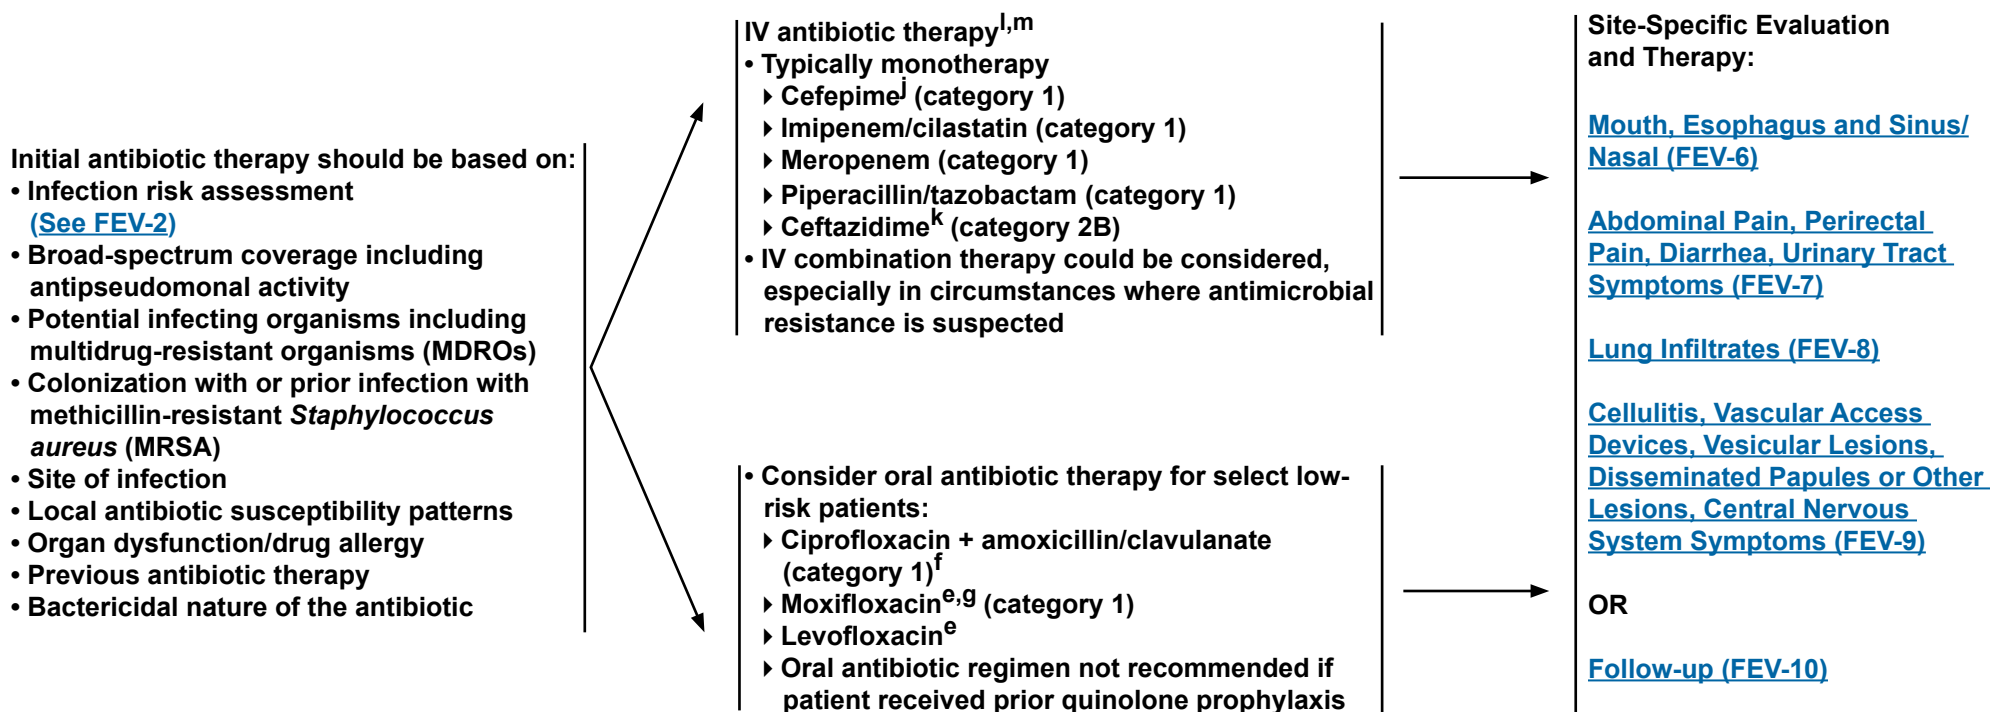 Initial antibiotic therapy should be based on:
• Infection risk assessment
(See FEV-2)
• Broad-spectrum coverage including
antipseudomonal activity
• Potential infecting organisms including
multidrug-resistant organisms (MDROs)
• Colonization with or prior infection with
methicillin-resistant Staphylococcus
aureus (MRSA)
• Site of infection
• Local antibiotic susceptibility patterns
• Organ dysfunction/drug allergy
• Previous antibiotic therapy
• Bactericidal nature of the antibiotic
IV antibiotic therapyl,m
• Typically monotherapy
▸ Cefepimej (category 1)
▸ Imipenem/cilastatin (category 1)
▸ Meropenem (category 1)
▸ Piperacillin/tazobactam (category 1)
▸ Ceftazidimek (category 2B)
• IV combination therapy could be considered,
especially in circumstances where antimicrobial
resistance is suspected
• Consider oral antibiotic therapy for select low-
risk patients:
▸ Ciprofloxacin + amoxicillin/clavulanate
(category 1)f
▸ Moxifloxacine,g (category 1)
▸ Levofloxacine
▸ Oral antibiotic regimen not recommended if
patient received prior quinolone prophylaxis
Site-Specific Evaluation
and Therapy:
Mouth, Esophagus and Sinus/
Nasal (FEV-6)
Abdominal Pain, Perirectal
Pain, Diarrhea, Urinary Tract
Symptoms (FEV-7)
Lung Infiltrates (FEV-8)
Cellulitis, Vascular Access
Devices, Vesicular Lesions,
Disseminated Papules or Other
Lesions, Central Nervous
System Symptoms (FEV-9)
OR
Follow-up (FEV-10)